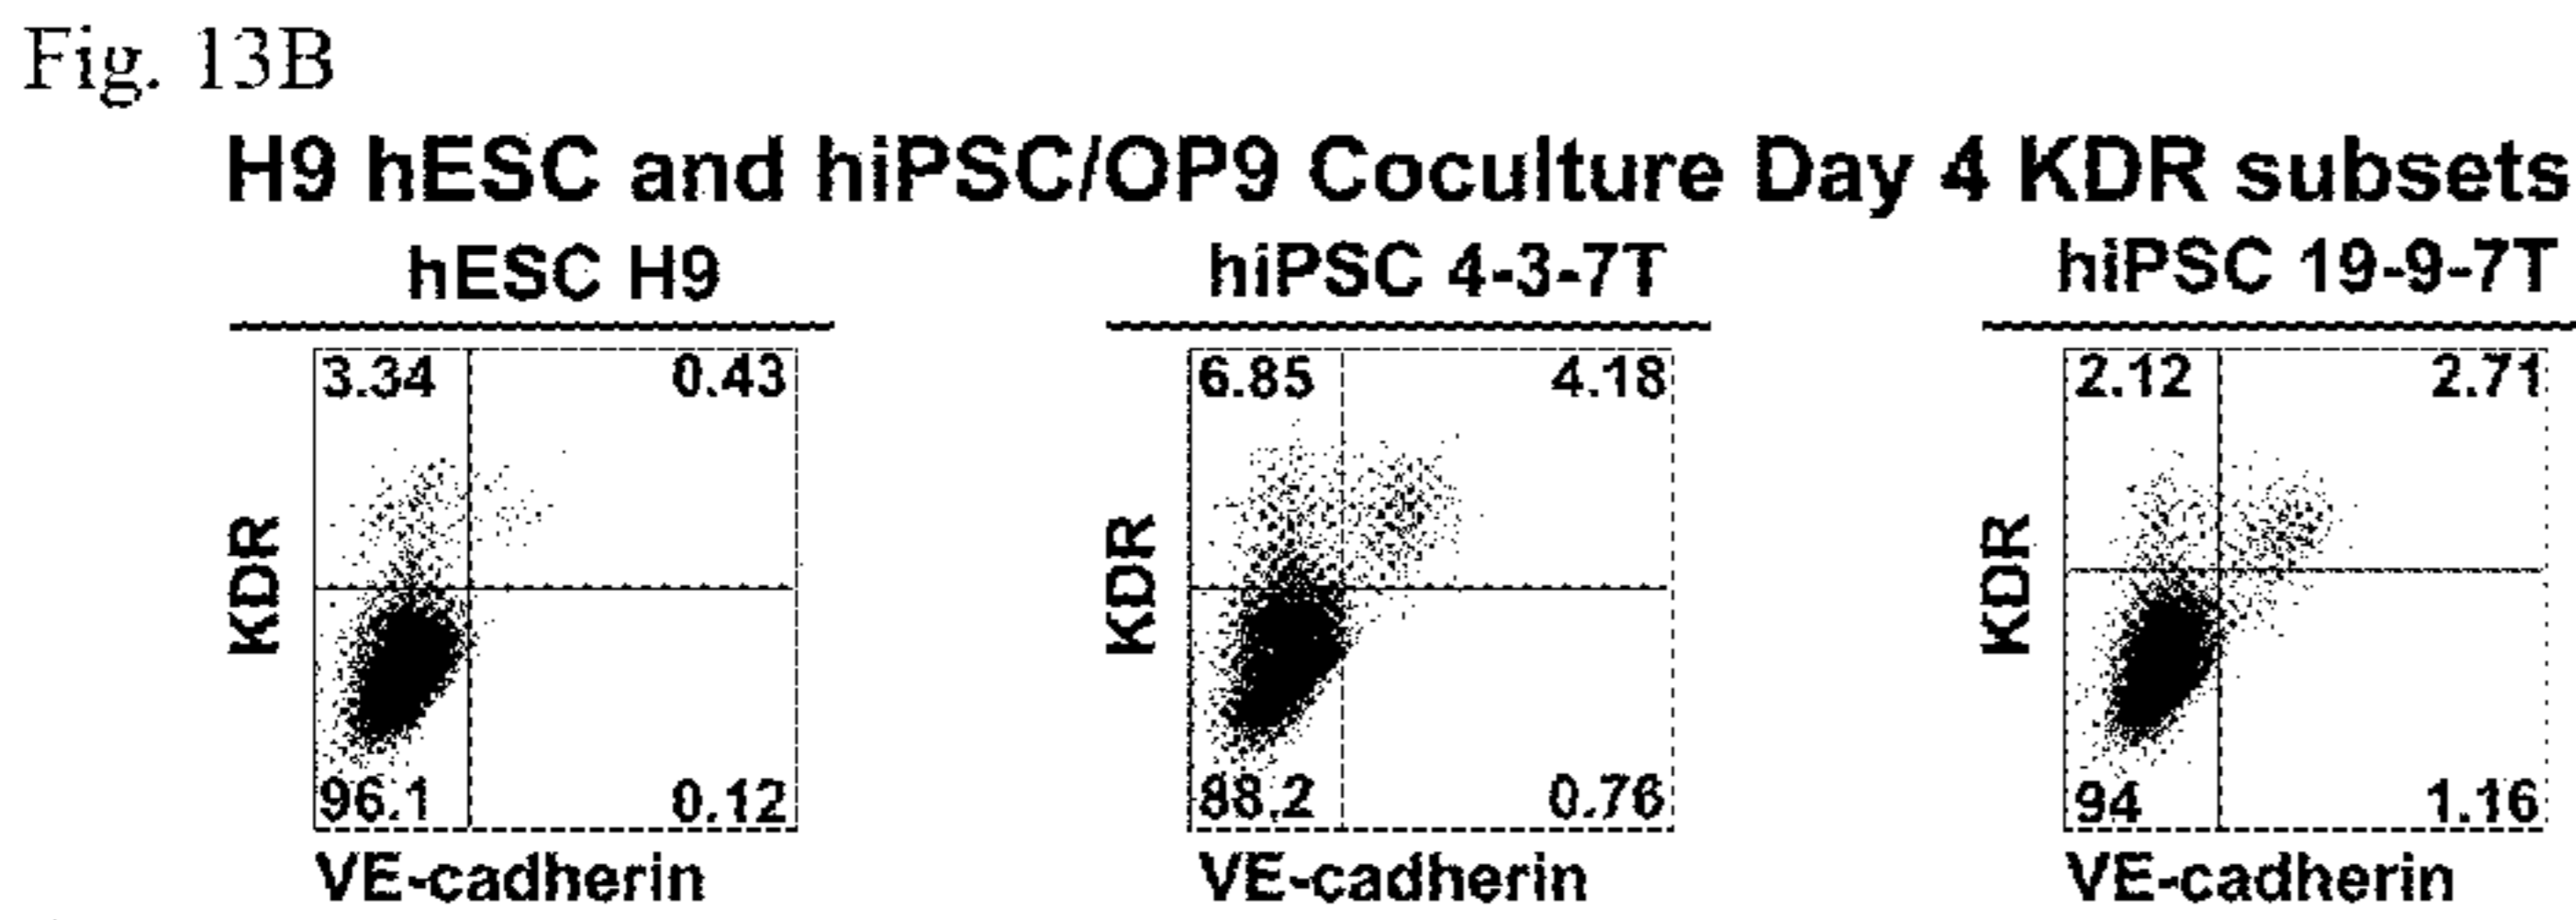 Fig. 13B
H9 hESC and hiPSC/OP9 Coculture Day 4 KDR subsets
hESC H9 hiPSC 4-3-7T hiPSC 19-9-7T
3.34 0.43 6.85 4.18 2.12 2.71
KDR KDR KDR
96.1 0.12 88.2 0.76 94 1.16
VE-cadherin VE-cadherin VE-cadherin